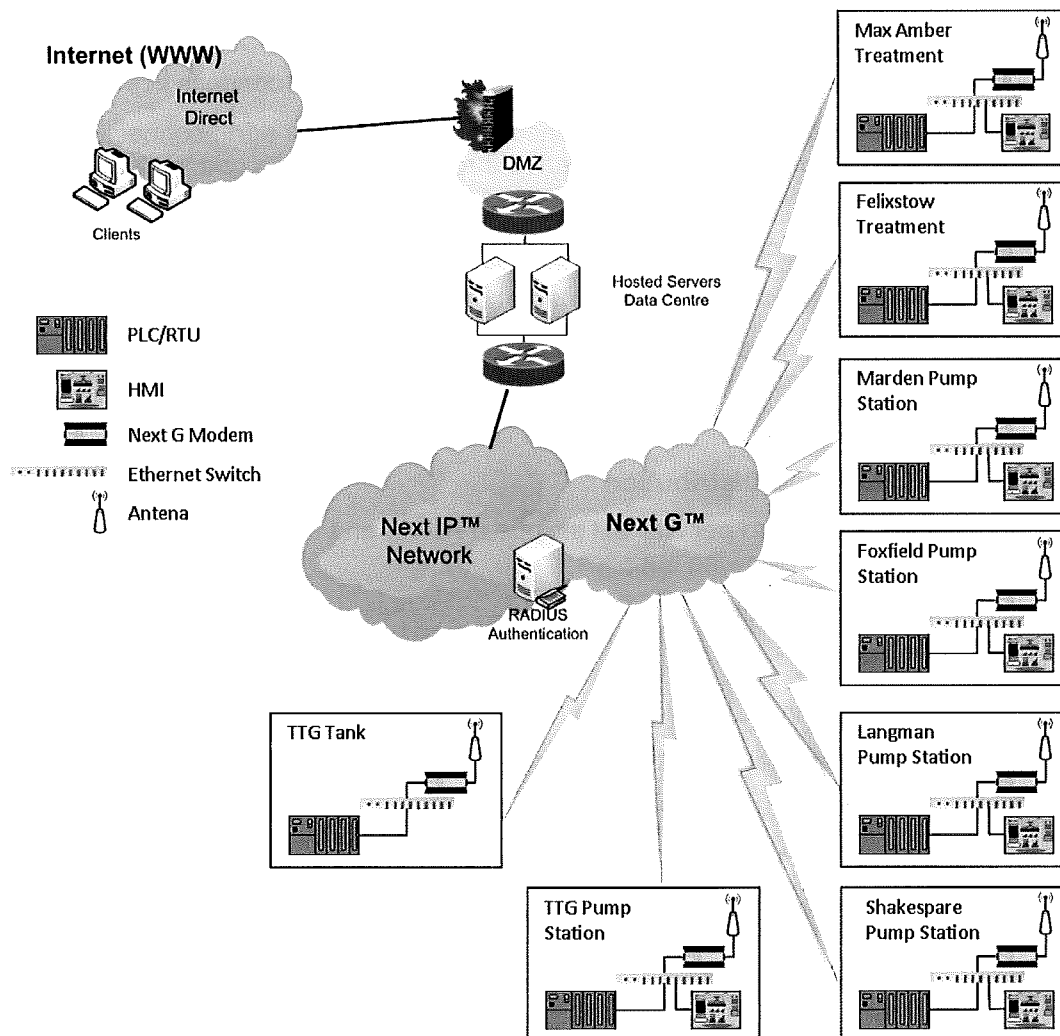 Internet (WWW)
Internet
Direct
Clients
DMZ
Hosted Servers
Data Centre
PLC/RTU
HMI
Next G Modem
Ethernet Switch
Antena
Next IP™
Network
Next G™
RADIUS
Authentication
Max Amber
Treatment
Felixstow
Treatment
Marden Pump
Station
Foxfield Pump
Station
Langman
Pump Station
Shakespare
Pump Station
TTG Tank
TTG Pump
Station